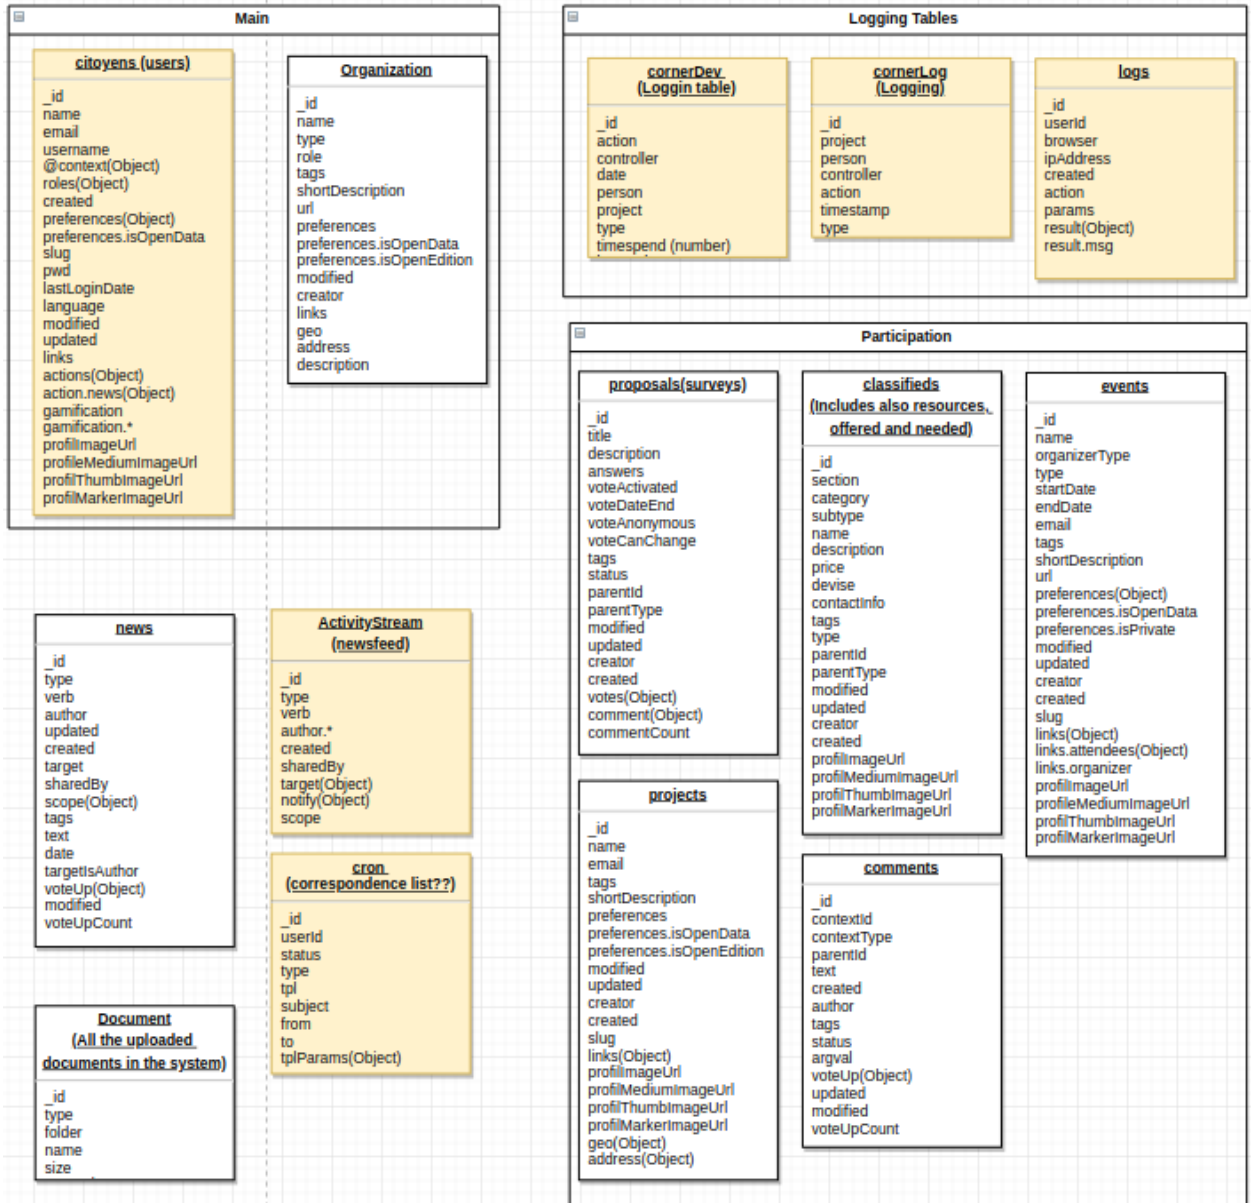 Main
citoyens (users)
_id
name
email
username
@context(Object)
roles(Object)
created
preferences(Object)
preferences.isOpenData
slug
pwd
lastLoginDate
language
modified
updated
links
actions(Object)
action.news(Object)
gamification
gamification.*
profilImageUrl
profileMediumImageUrl
profilThumbImageUrl
profilMarkerImageUrl
Organization
_id
name
type
role
tags
shortDescription
url
preferences
preferences.isOpenData
preferences.isOpenEdition
modified
creator
links
geo
address
description
Logging Tables
cornerDev
(Loggin table)
_id
action
controller
date
person
project
type
timespend (number)
cornerLog
(Logging)
_id
project
person
controller
action
timestamp
type
logs
_id
userId
browser
ipAddress
created
action
params
result(Object)
result.msg
Participation
proposals(surveys)
_id
title
description
answers
voteActivated
voteDateEnd
voteAnonymous
voteCanChange
tags
status
parentId
parentType
modified
updated
creator
created
votes(Object)
comment(Object)
commentCount
classifieds
(Includes also resources,
offered and needed)
_id
section
category
subtype
name
description
price
devise
contactInfo
tags
type
parentId
parentType
modified
updated
creator
created
profilImageUrl
profilMediumImageUrl
profilThumbImageUrl
profilMarkerImageUrl
events
_id
name
organizerType
type
startDate
endDate
email
tags
shortDescription
url
preferences(Object)
preferences.isOpenData
preferences.isPrivate
modified
updated
creator
created
slug
links(Object)
links.attendees(Object)
links.organizer
profilImageUrl
profileMediumImageUrl
profilThumbImageUrl
profilMarkerImageUrl
news
_id
type
verb
author
updated
created
target
sharedBy
scope(Object)
tags
text
date
targetIsAuthor
voteUp(Object)
modified
voteUpCount
ActivityStream
(newsfeed)
_id
type
verb
author.*
created
sharedBy
target(Object)
notify(Object)
scope
cron
(correspondence list??)
_id
userId
status
type
tpl
subject
from
to
tplParams(Object)
projects
_id
name
email
tags
shortDescription
preferences
preferences.isOpenData
preferences.isOpenEdition
modified
updated
creator
created
slug
links(Object)
profilImageUrl
profilMediumImageUrl
profilThumbImageUrl
profilMarkerImageUrl
geo(Object)
address(Object)
comments
_id
contextId
contextType
parentId
text
created
author
tags
status
argval
voteUp(Object)
updated
modified
voteUpCount
Document
(All the uploaded
documents in the system)
_id
type
folder
name
size